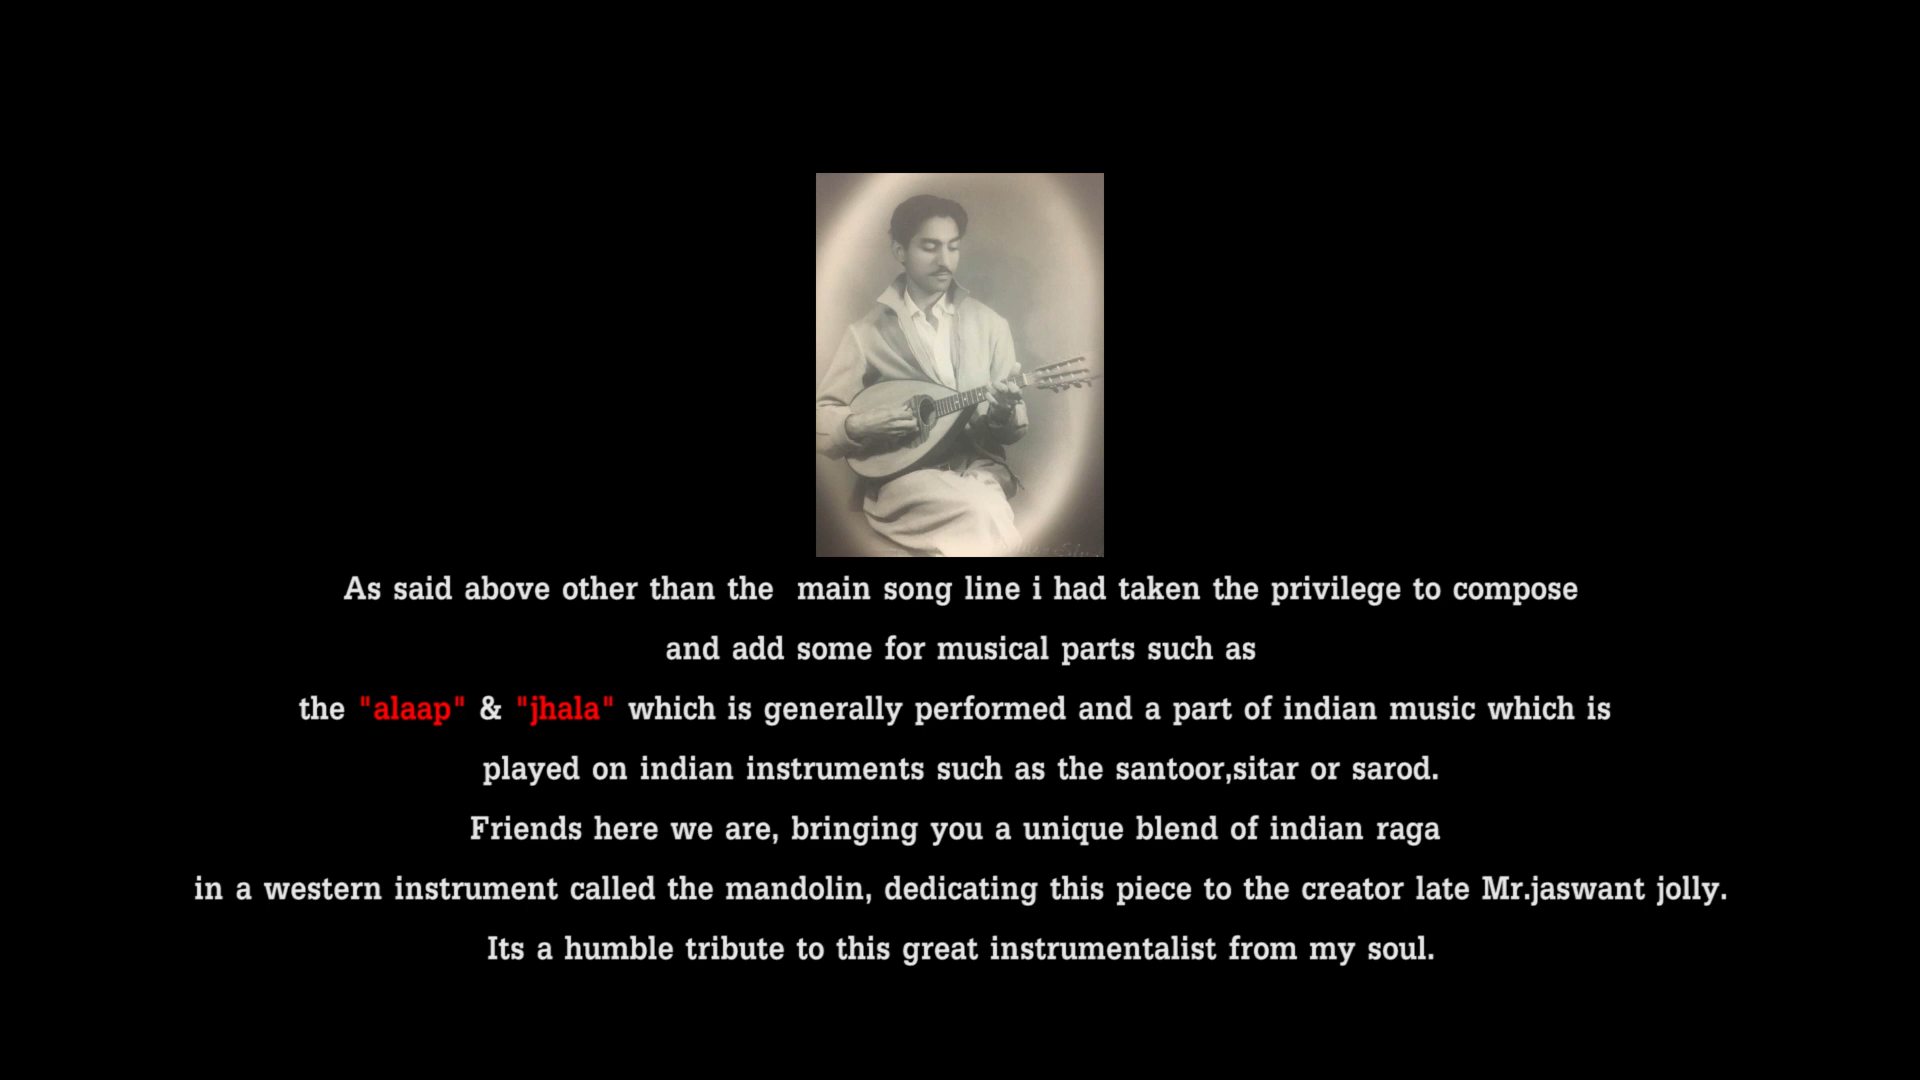 As said above other than the  main song line i had taken the privilege to compose
and add some for musical parts such as
the "alaap" & "jhala" which is generally performed and a part of indian music which is
played on indian instruments such as the santoor,sitar or sarod.
Friends here we are, bringing you a unique blend of indian raga
in a western instrument called the mandolin, dedicating this piece to the creator late Mr.jaswant jolly.
Its a humble tribute to this great instrumentalist from my soul.